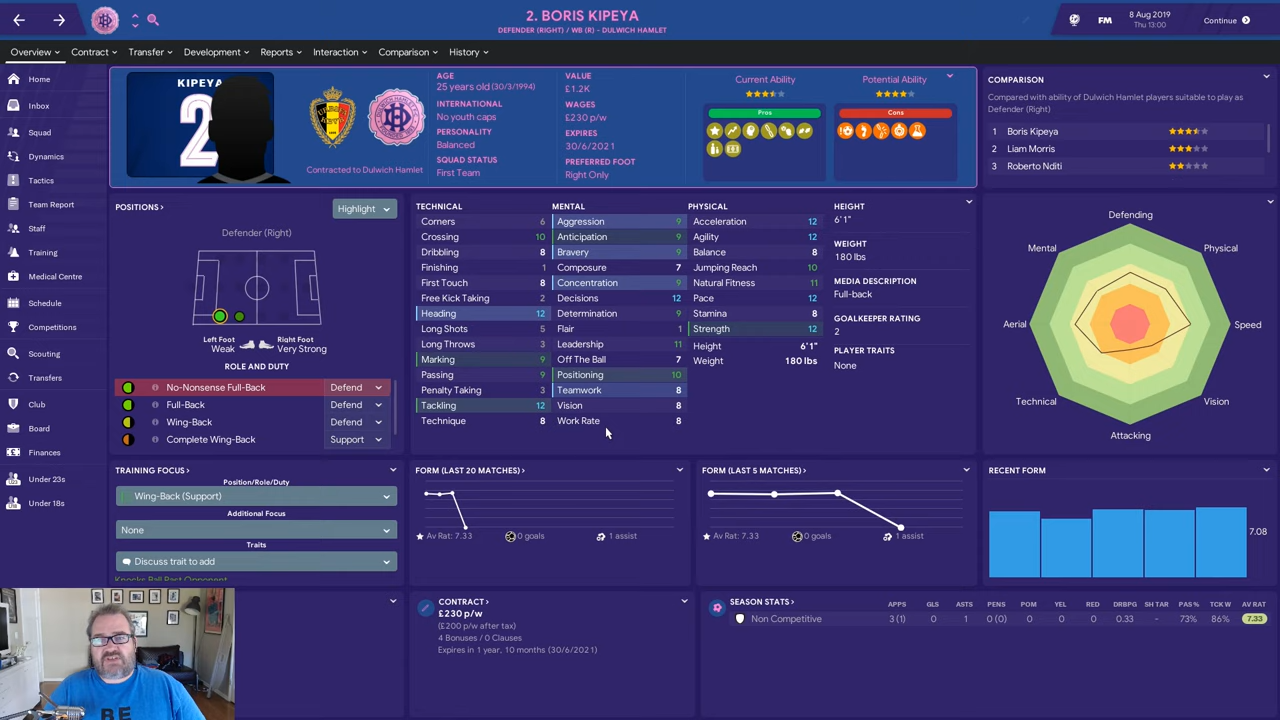 2. BORIS KIPEYA
DEFENDER (RIGHT) / WB (R) - DULWICH HAMLET
FM
8 Aug 2019
Thu 13:00
Continue
Overview
Contract
Transfer
Development
Reports
Interaction
Comparison
History
Home
Inbox
Squad
Dynamics
Tactics
Team Report
Staff
Training
Medical Centre
Schedule
Competitions
Scouting
Transfers
Club
Board
Finances
Under 23s
Under 18s
KIPEYA
2
Contracted to Dulwich Hamlet
AGE
25 years old (30/3/1994)
INTERNATIONAL
No youth caps
PERSONALITY
Balanced
SQUAD STATUS
First Team
VALUE
£1.2K
WAGES
£230 p/w
EXPIRES
30/6/2021
PREFERRED FOOT
Right Only
Current Ability
Pros
Potential Ability
Cons
COMPARISON
Compared with ability of Dulwich Hamlet players suitable to play as
Defender (Right)
1 Boris Kipeya
2 Liam Morris
3 Roberto Nditi
POSITIONS
Highlight
Defender (Right)
Left Foot
Weak
Right Foot
Very Strong
ROLE AND DUTY
No-Nonsense Full-Back Defend
Full-Back Defend
Wing-Back Defend
Complete Wing-Back Support
TECHNICAL
Corners 6
Crossing 10
Dribbling 8
Finishing 1
First Touch 8
Free Kick Taking 2
Heading 12
Long Shots 5
Long Throws 3
Marking 9
Passing 9
Penalty Taking 3
Tackling 12
Technique 8
MENTAL
Aggression 9
Anticipation 9
Bravery 9
Composure 7
Concentration 9
Decisions 12
Determination 9
Flair 1
Leadership 11
Off The Ball 7
Positioning 10
Teamwork 8
Vision 8
Work Rate 8
PHYSICAL
Acceleration 12
Agility 12
Balance 8
Jumping Reach 10
Natural Fitness 11
Pace 12
Stamina 8
Strength 12
Height 6'1"
Weight 180 lbs
HEIGHT
6'1"
WEIGHT
180 lbs
MEDIA DESCRIPTION
Full-back
GOALKEEPER RATING
2
PLAYER TRAITS
None
Defending
Mental
Physical
Aerial
Speed
Technical
Vision
Attacking
TRAINING FOCUS
Position/Role/Duty
Wing-Back (Support)
Additional Focus
None
Traits
Discuss trait to add
Knocks Ball Past Opponent
FORM (LAST 20 MATCHES)
Av Rat: 7.33
0 goals
1 assist
FORM (LAST 5 MATCHES)
Av Rat: 7.33
0 goals
1 assist
RECENT FORM
7.08
CONTRACT
£230 p/w
(£200 p/w after tax)
4 Bonuses / 0 Clauses
Expires in 1 year, 10 months (30/6/2021)
SEASON STATS
APPS GLS ASTS PENS POM YEL RED DRBPG SH TAR PAS% TCK W AV RAT
Non Competitive 3 (1) 0 1 0 (0) 0 0 0 0.33 - 73% 86% 7.33
BE